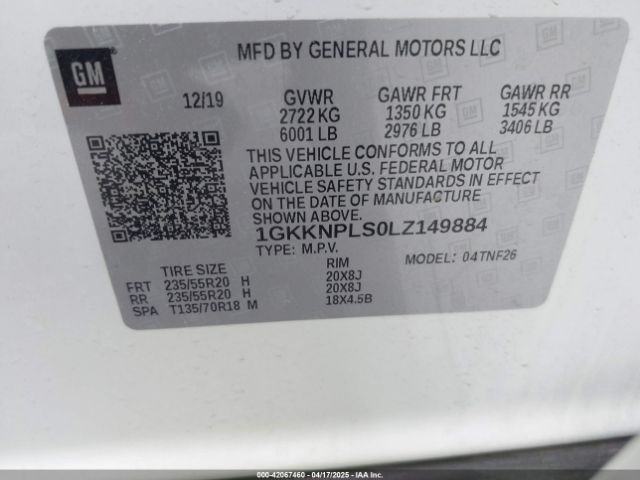 GM
MFD BY GENERAL MOTORS LLC
12/19 GVWR GAWR FRT GAWR RR
2722 KG 1350 KG 1545 KG
6001 LB 2976 LB 3406 LB
THIS VEHICLE CONFORMS TO ALL
APPLICABLE U.S. FEDERAL MOTOR
VEHICLE SAFETY STANDARDS IN EFFECT
ON THE DATE OF MANUFACTURE
SHOWN ABOVE.
1GKKNPLS0LZ149884
TYPE: M.P.V. MODEL: 04TNF26
TIRE SIZE RIM
FRT 235/55R20 H 20X8J
RR 235/55R20 H 20X8J
SPA T135/70R18 M 18X4.5B
000-42067460 - 04/17/2025 - IAA Inc.